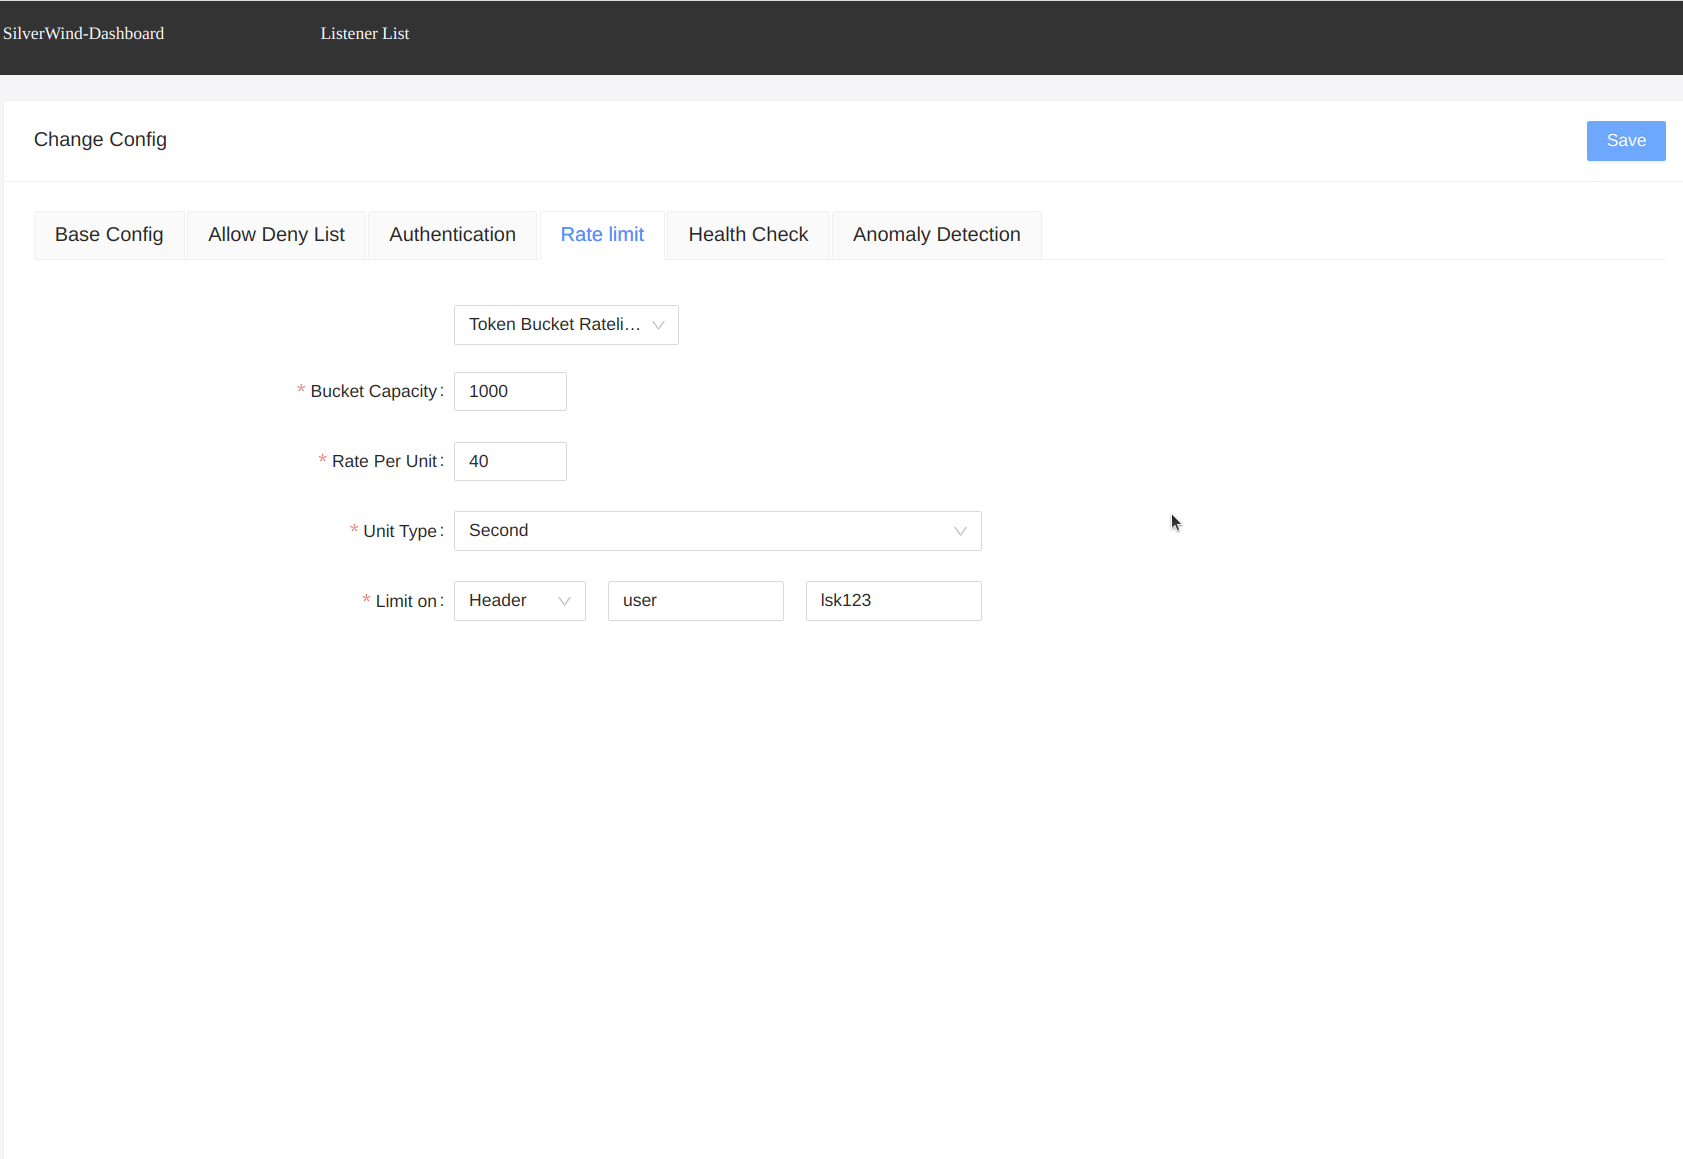 SilverWind-Dashboard Listener List
Change Config Save
Base Config Allow Deny List Authentication Rate limit Health Check Anomaly Detection
Token Bucket Rateli...
* Bucket Capacity: 1000
* Rate Per Unit: 40
* Unit Type: Second
* Limit on: Header user lsk123